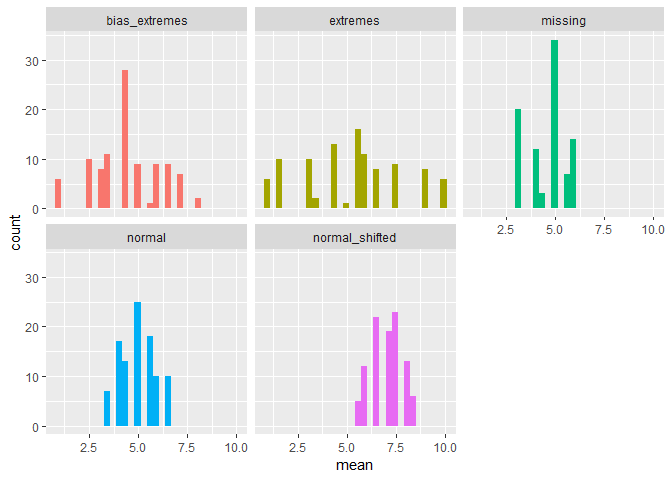 bias_extremes extremes missing
30
20
10
0
2.5 5.0 7.5 10.0
count
normal normal_shifted
30
20
10
0
2.5 5.0 7.5 10.0 2.5 5.0 7.5 10.0
mean